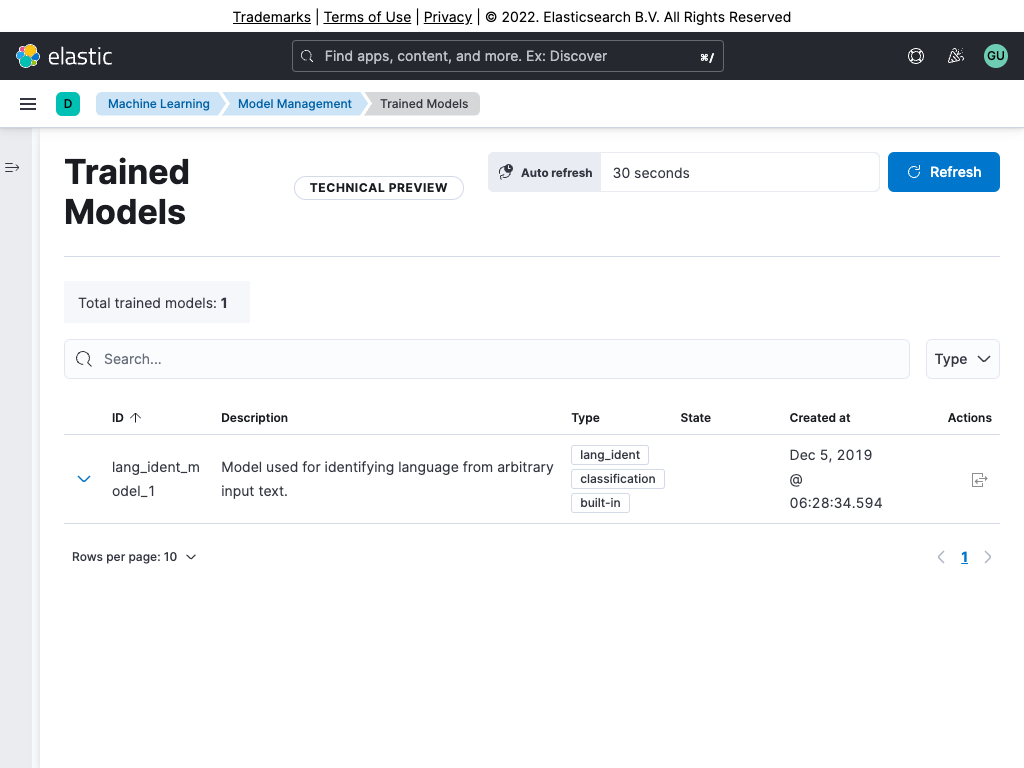 Trademarks | Terms of Use | Privacy | © 2022. Elasticsearch B.V. All Rights Reserved
elastic
Find apps, content, and more. Ex: Discover
⌘/
GU
D
Machine Learning
Model Management
Trained Models
Trained
Models
TECHNICAL PREVIEW
Auto refresh
30 seconds
Refresh
Total trained models: 1
Search...
Type
ID
Description
Type
State
Created at
Actions
lang_ident_m
odel_1
Model used for identifying language from arbitrary
input text.
lang_ident
classification
built-in
Dec 5, 2019
@
06:28:34.594
Rows per page: 10
1